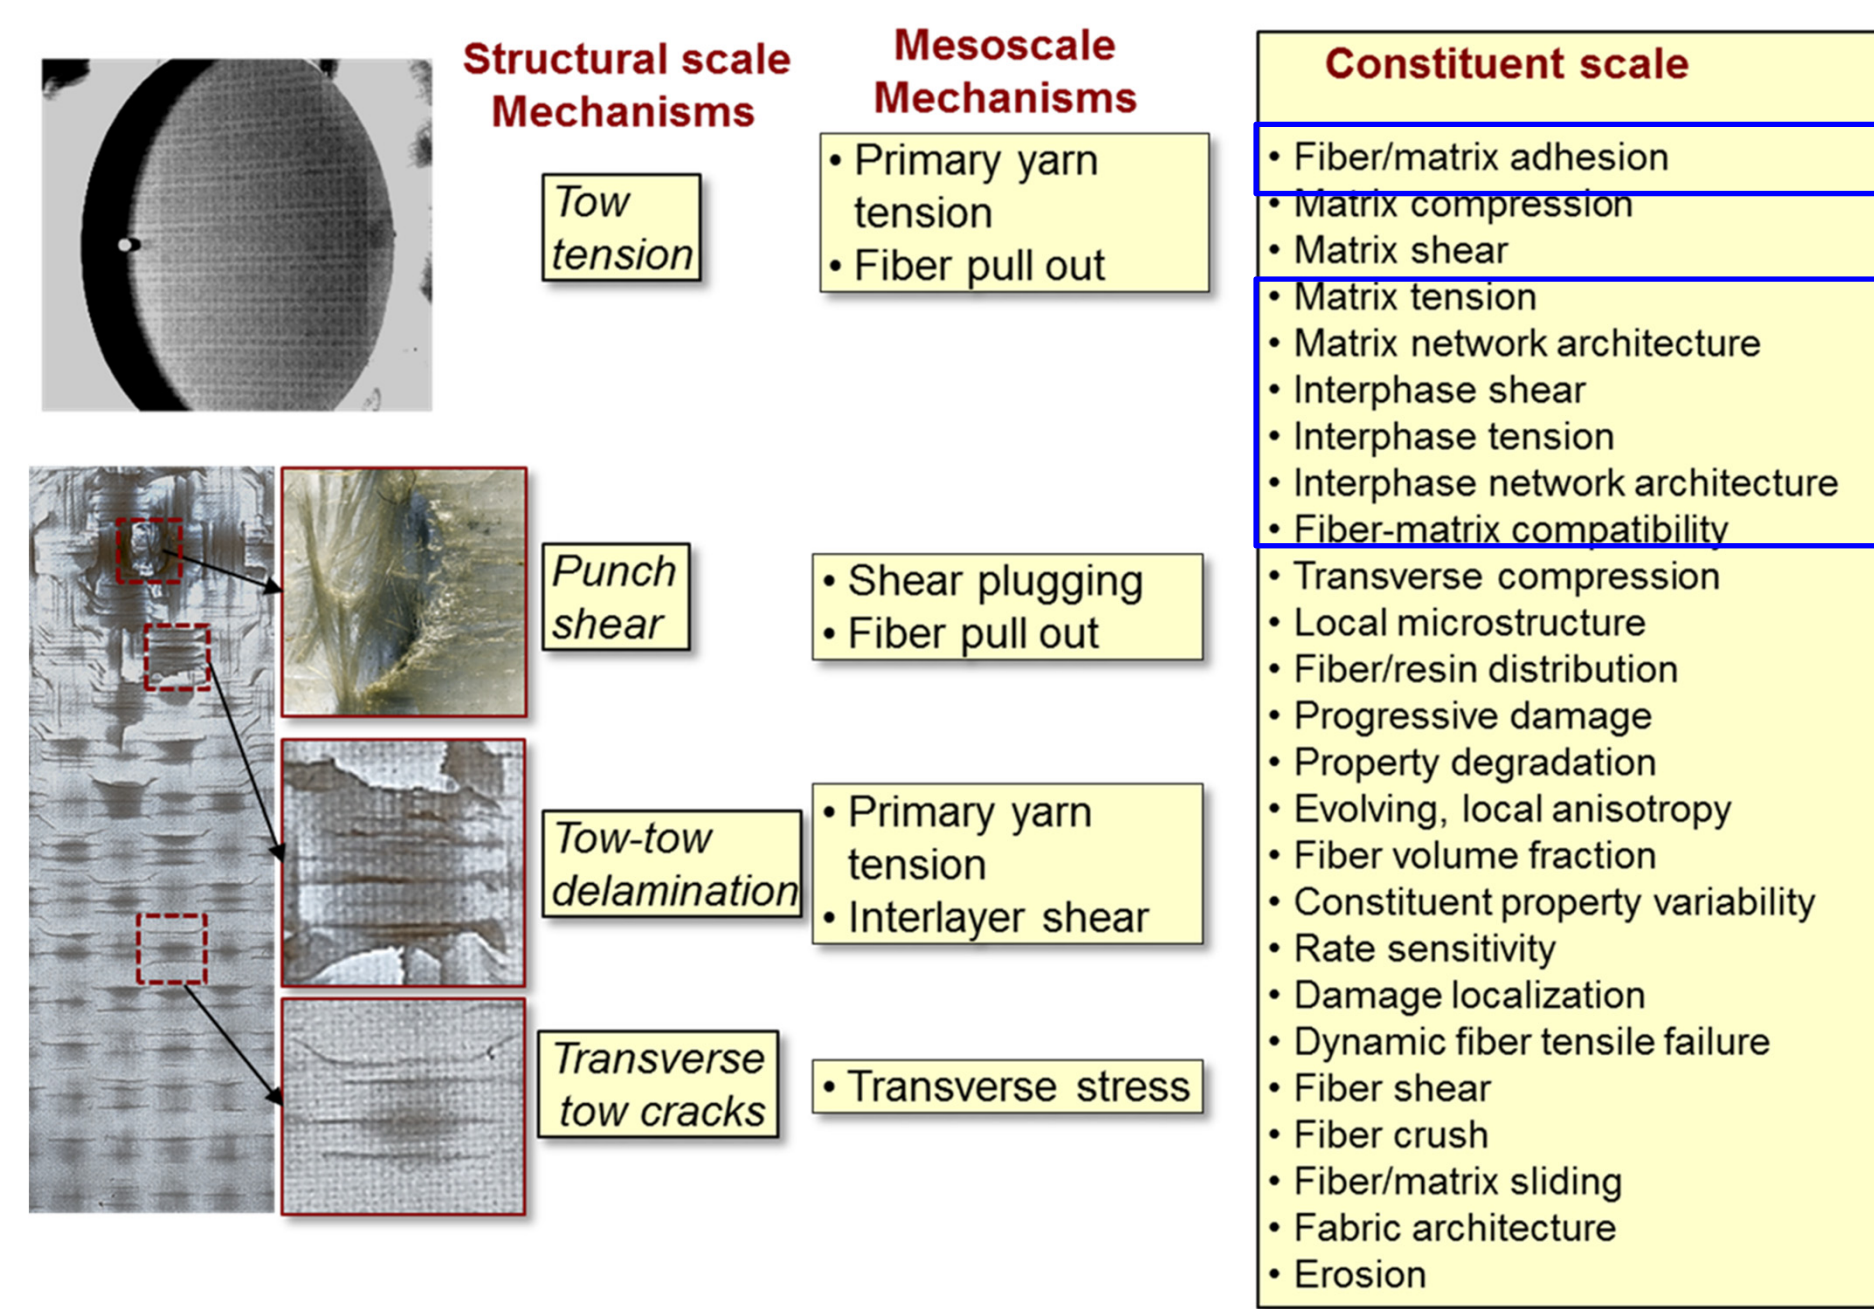 Structural scale
Mechanisms
Mesoscale
Mechanisms
Constituent scale
Tow
tension
• Primary yarn
tension
• Fiber pull out
Punch
shear
• Shear plugging
• Fiber pull out
Tow-tow
delamination
• Primary yarn
tension
• Interlayer shear
Transverse
tow cracks
• Transverse stress
• Fiber/matrix adhesion
• Matrix compression
• Matrix shear
• Matrix tension
• Matrix network architecture
• Interphase shear
• Interphase tension
• Interphase network architecture
• Fiber-matrix compatibility
• Transverse compression
• Local microstructure
• Fiber/resin distribution
• Progressive damage
• Property degradation
• Evolving, local anisotropy
• Fiber volume fraction
• Constituent property variability
• Rate sensitivity
• Damage localization
• Dynamic fiber tensile failure
• Fiber shear
• Fiber crush
• Fiber/matrix sliding
• Fabric architecture
• Erosion